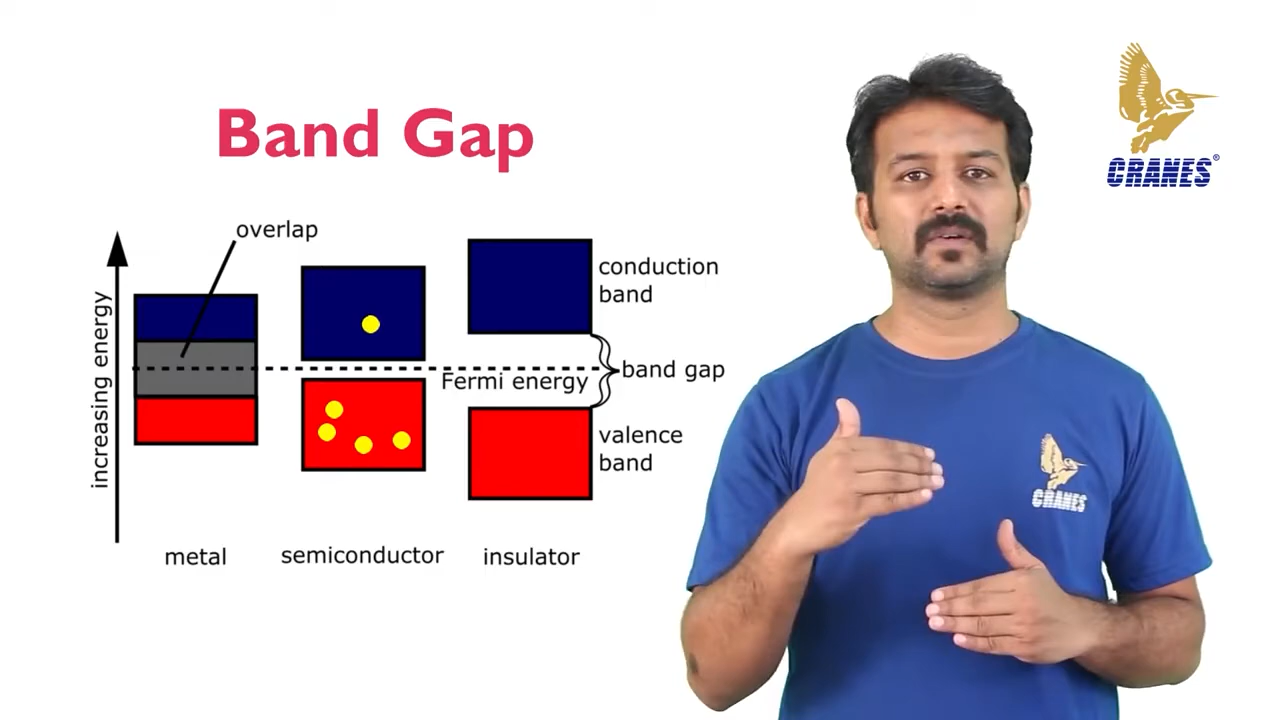 Band Gap
CRANES®
overlap
increasing energy
conduction
band
band gap
Fermi energy
valence
band
metal
semiconductor
insulator
CRANES